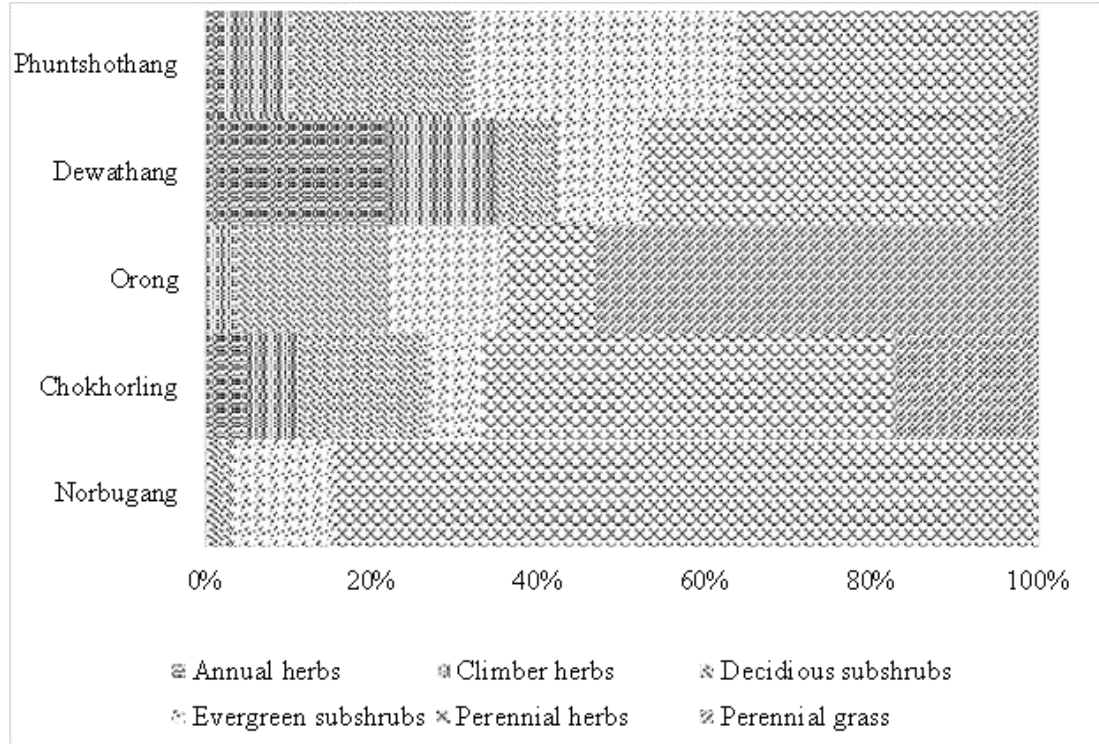 Phuntshothang
Dewathang
Orong
Chokhorling
Norbugang
0% 20% 40% 60% 80% 100%
Annual herbs Climber herbs Decidious subshrubs
Evergreen subshrubs Perennial herbs Perennial grass